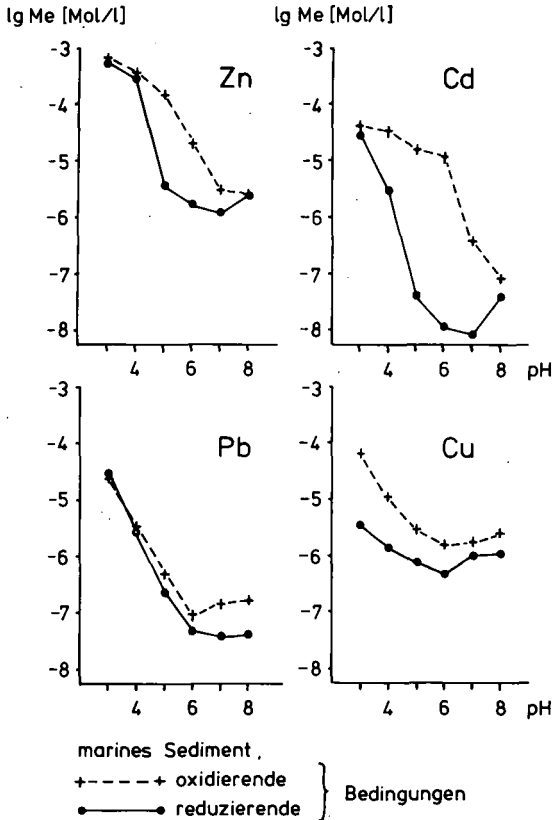 lg Me [Mol/l] lg Me [Mol/l]
-3 Zn -3 Cd
-4 -4
-5 -5
-6 -6
-7 -7
-8 -8
4 6 8 pH 4 6 8 pH
-3 Pb -3 Cu
-4 -4
-5 -5
-6 -6
-7 -7
-8 -8
4 6 8 pH 4 6 8 pH
marines Sediment,
oxidierende
Bedingungen
reduzierende